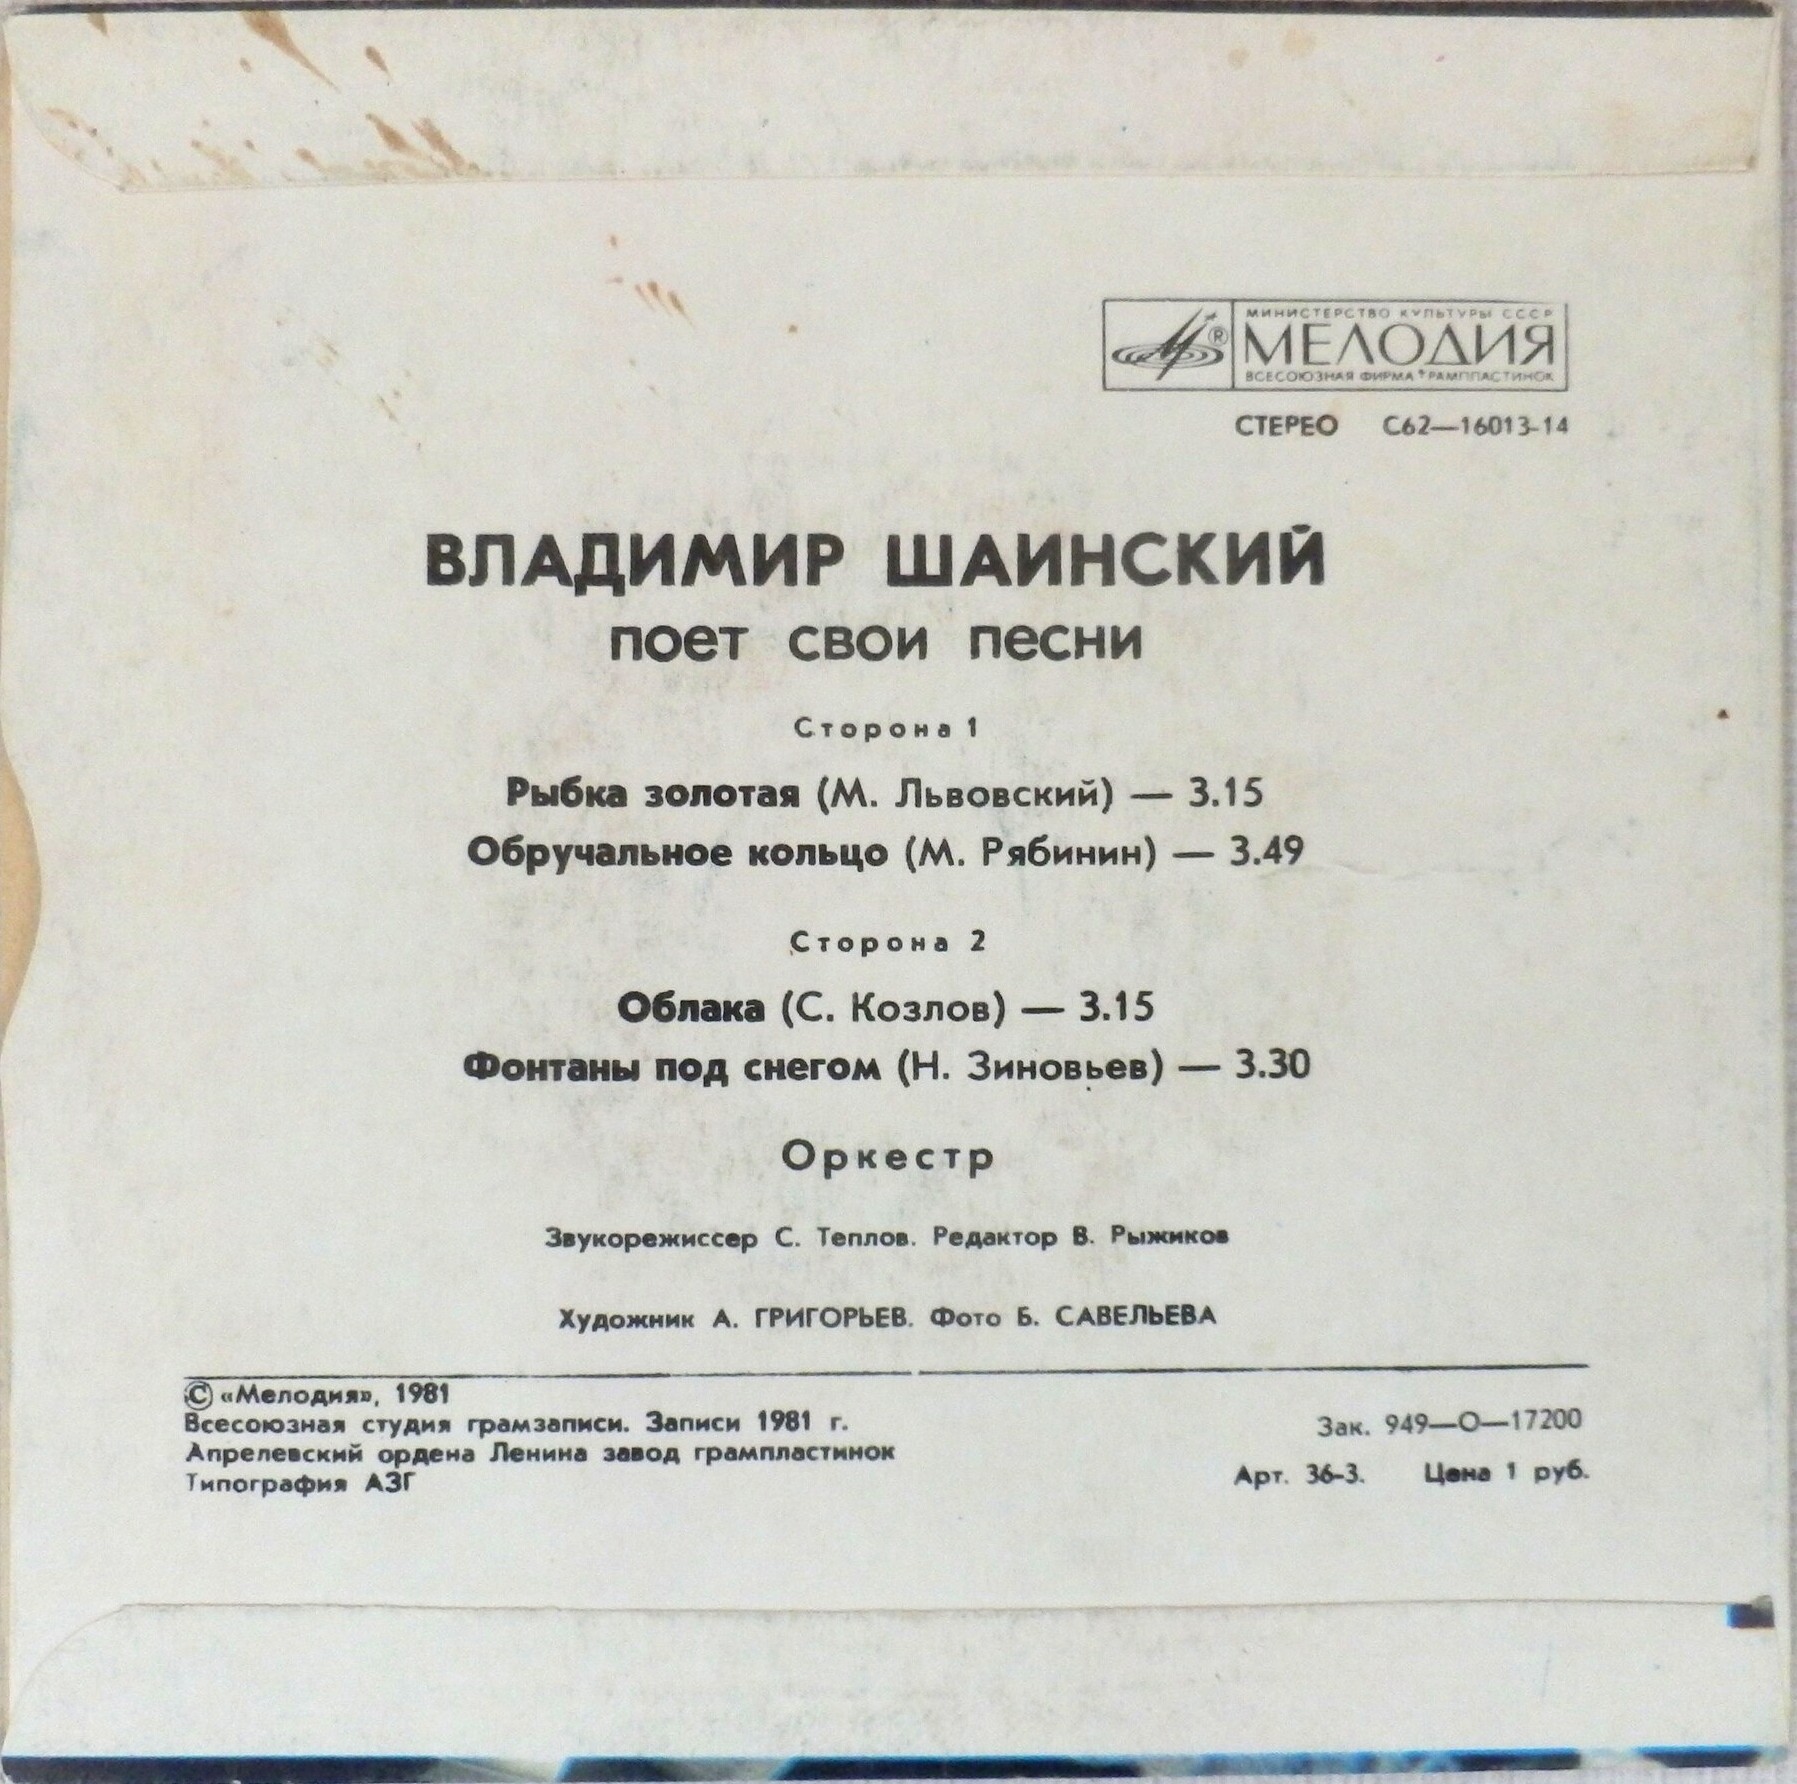 МИНИСТЕРСТВО КУЛЬТУРЫ СССР
МЕЛОДИЯ
ВСЕСОЮЗНАЯ ФИРМА ГРАМПЛАСТИНОК
®
СТЕРЕО С62—16013-14
ВЛАДИМИР ШАИНСКИЙ
поет свои песни
Сторона 1
Рыбка золотая (М. Львовский) — 3.15
Обручальное кольцо (М. Рябинин) — 3.49
Сторона 2
Облака (С. Козлов) — 3.15
Фонтаны под снегом (Н. Зиновьев) — 3.30
Оркестр
Звукорежиссер С. Теплов. Редактор В. Рыжиков
Художник А. ГРИГОРЬЕВ. Фото Б. САВЕЛЬЕВА
© «Мелодия», 1981
Всесоюзная студия грамзаписи. Записи 1981 г.
Апрелевский ордена Ленина завод грампластинок
Типография АЗГ
Зак. 949—О—17200
Арт. 36-3. Цена 1 руб.